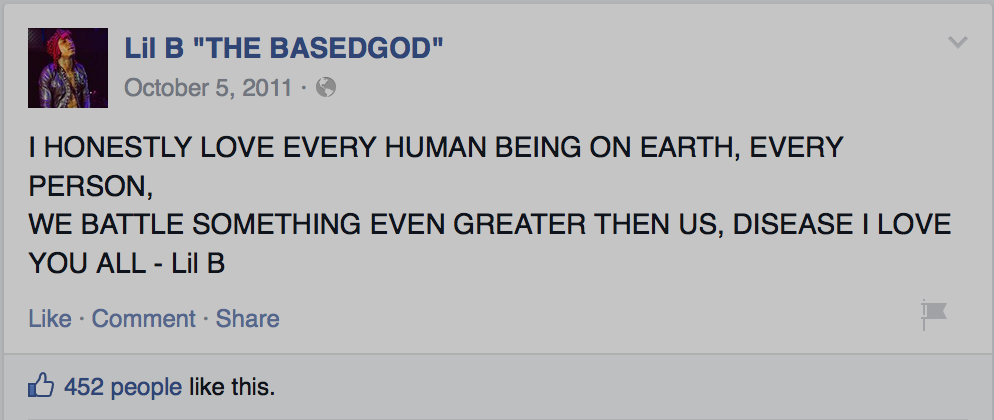 Lil B "THE BASEDGOD"
October 5, 2011 ·
I HONESTLY LOVE EVERY HUMAN BEING ON EARTH, EVERY
PERSON,
WE BATTLE SOMETHING EVEN GREATER THEN US, DISEASE I LOVE
YOU ALL - Lil B
Like · Comment · Share
452 people like this.